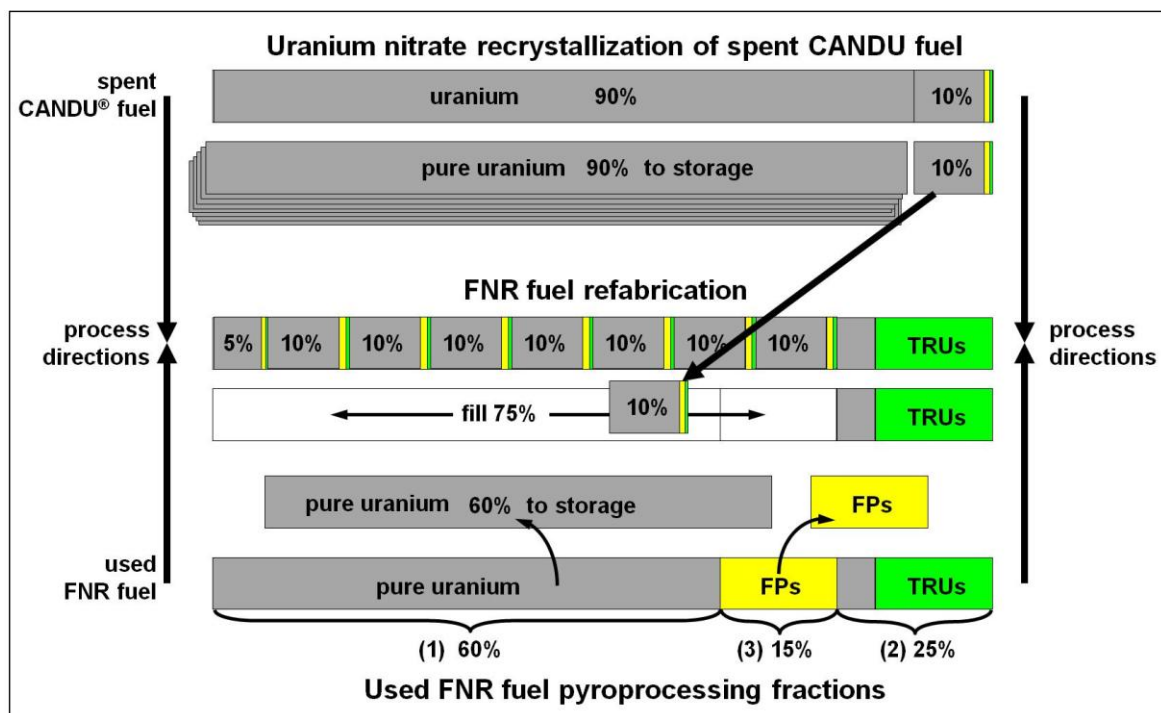 Uranium nitrate recrystallization of spent CANDU fuel
spent
CANDU® fuel
uranium 90%
10%
pure uranium 90% to storage
10%
FNR fuel refabrication
process
directions
5% 10% 10% 10% 10% 10% 10% 10%
TRUs
process
directions
fill 75%
10%
TRUs
pure uranium 60% to storage
FPs
used
FNR fuel
pure uranium
FPs
TRUs
(1) 60%
(3) 15%
(2) 25%
Used FNR fuel pyroprocessing fractions